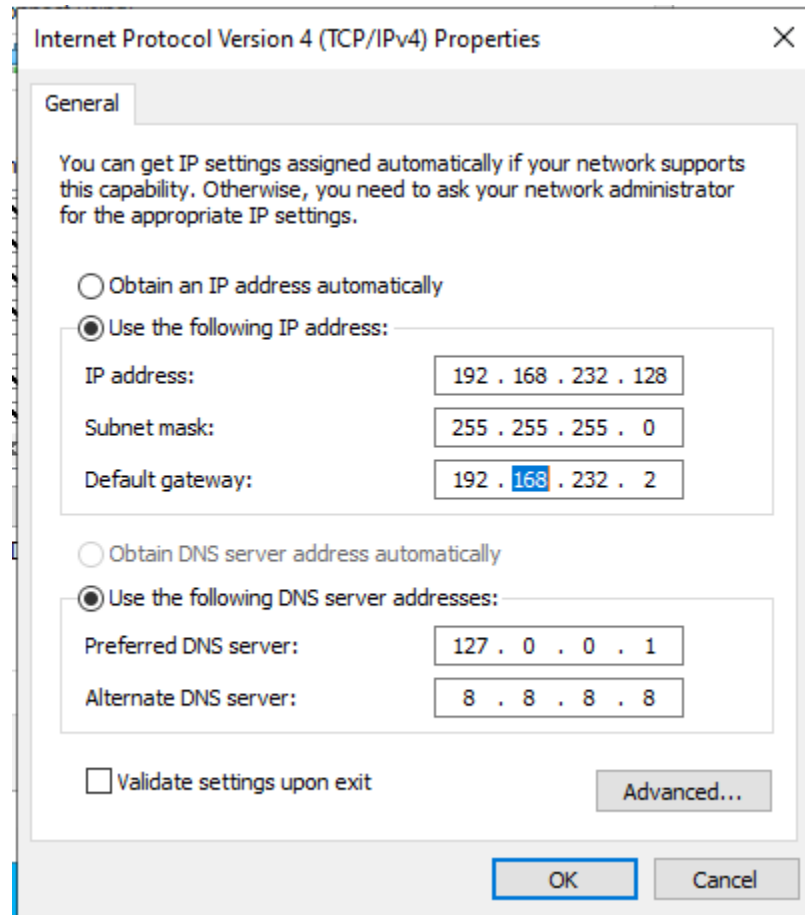 Internet Protocol Version 4 (TCP/IPv4) Properties
General
You can get IP settings assigned automatically if your network supports
this capability. Otherwise, you need to ask your network administrator
for the appropriate IP settings.
Obtain an IP address automatically
Use the following IP address:
IP address: 192 . 168 . 232 . 128
Subnet mask: 255 . 255 . 255 . 0
Default gateway: 192 . 168 . 232 . 2
Obtain DNS server address automatically
Use the following DNS server addresses:
Preferred DNS server: 127 . 0 . 0 . 1
Alternate DNS server: 8 . 8 . 8 . 8
Validate settings upon exit
Advanced...
OK Cancel